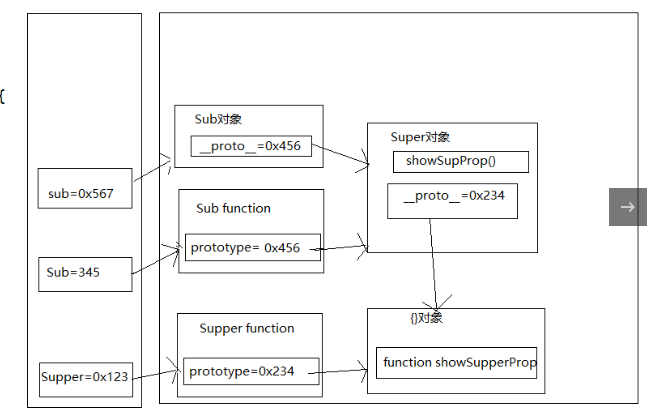 {
Sub对象
__proto__=0x456
Super对象
showSupProp()
__proto__=0x234
sub=0x567
Sub function
prototype= 0x456
Sub=345
{}对象
function showSupperProp
Supper function
prototype=0x234
Supper=0x123